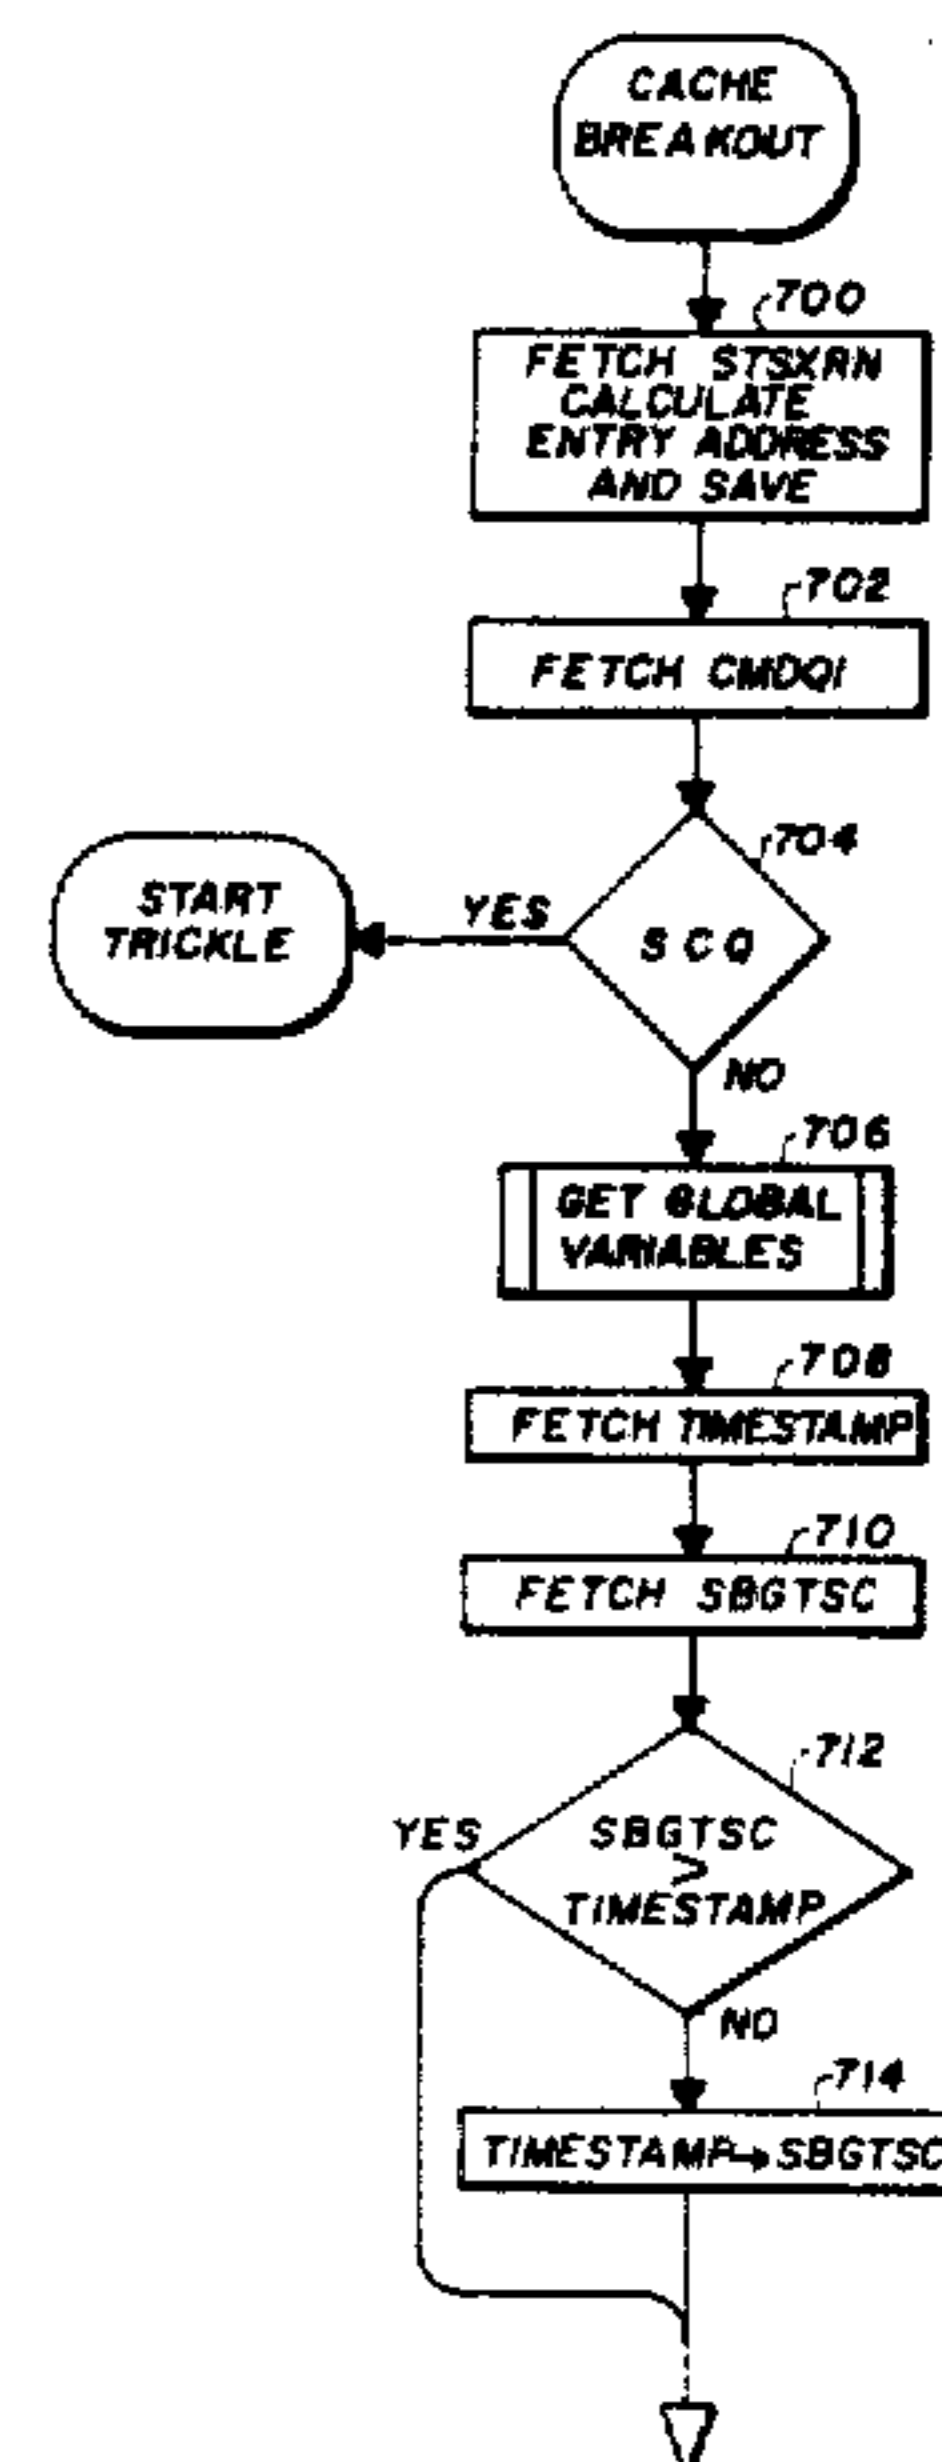 CACHE
BREAKOUT
700
FETCH STSXRN
CALCULATE
ENTRY ADDRESS
AND SAVE
702
FETCH CMDQI
704
START
TRICKLE
YES
SCQ
NO
706
GET GLOBAL
VARIABLES
708
FETCH TIMESTAMP
710
FETCH SBGTSC
712
YES
SBGTSC
>
TIMESTAMP
NO
714
TIMESTAMP→SBGTSC